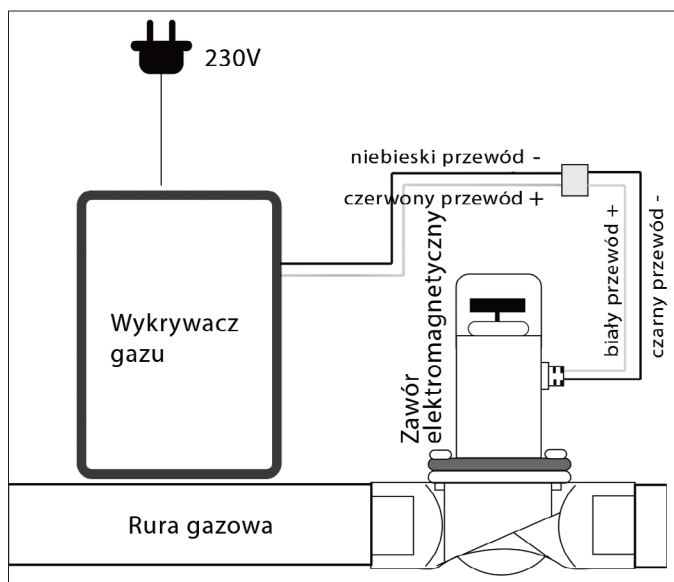 230V
niebieski przewód -
czerwony przewód +
biały przewód +
czarny przewód -
Wykrywacz
gazu
Zawór
elektromagnetyczny
Rura gazowa